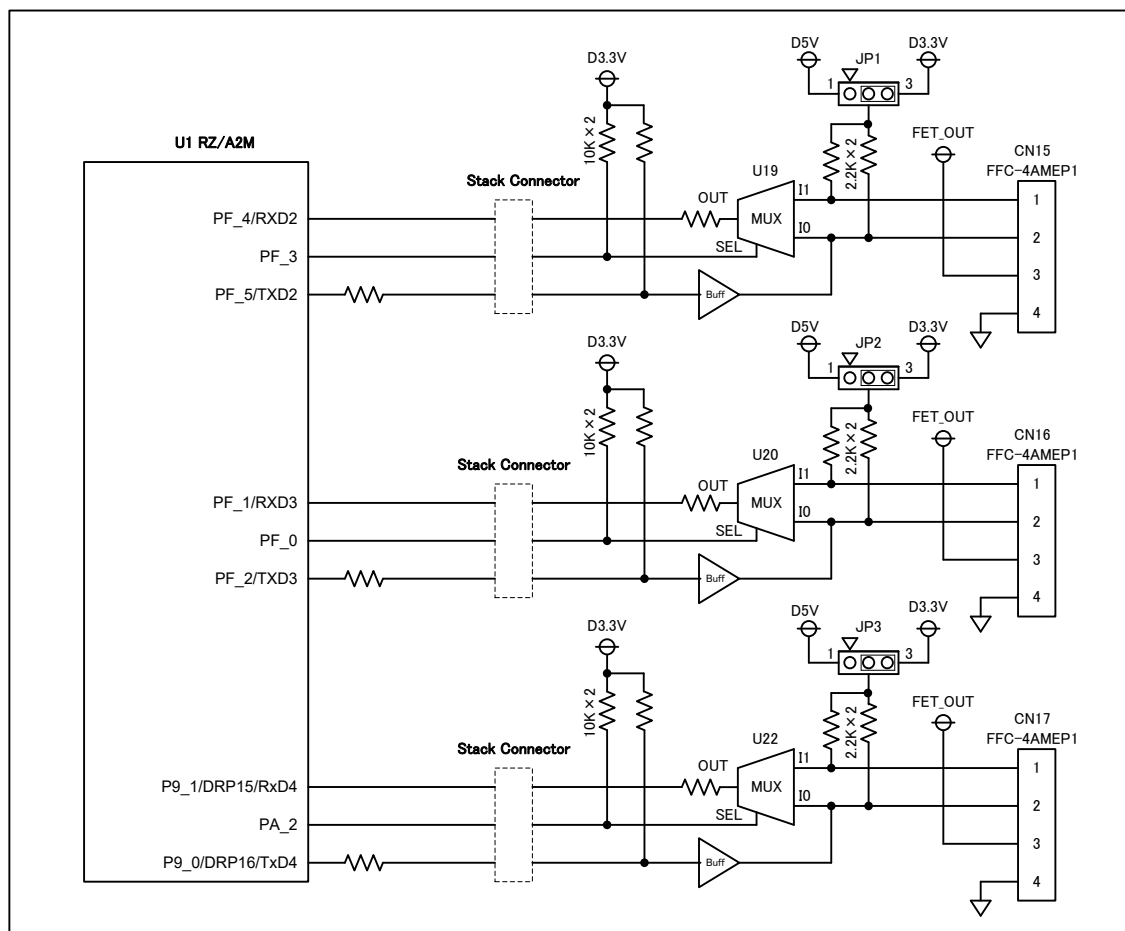 D5V
D3.3V
JP1
1
3
D3.3V
10K×2
U1 RZ/A2M
FET_OUT
CN15
FFC-4AMEP1
2.2K×2
Stack Connector
U19
OUT
I1
1
PF_4/RXD2
MUX
I0
2
PF_3
SEL
3
PF_5/TXD2
Buff
4
D5V
D3.3V
JP2
1
3
D3.3V
10K×2
FET_OUT
CN16
FFC-4AMEP1
2.2K×2
Stack Connector
U20
OUT
I1
1
PF_1/RXD3
MUX
I0
2
PF_0
SEL
3
PF_2/TXD3
Buff
4
D5V
D3.3V
JP3
1
3
D3.3V
10K×2
FET_OUT
CN17
FFC-4AMEP1
2.2K×2
Stack Connector
U22
OUT
I1
1
P9_1/DRP15/RxD4
MUX
I0
2
PA_2
SEL
3
P9_0/DRP16/TxD4
Buff
4